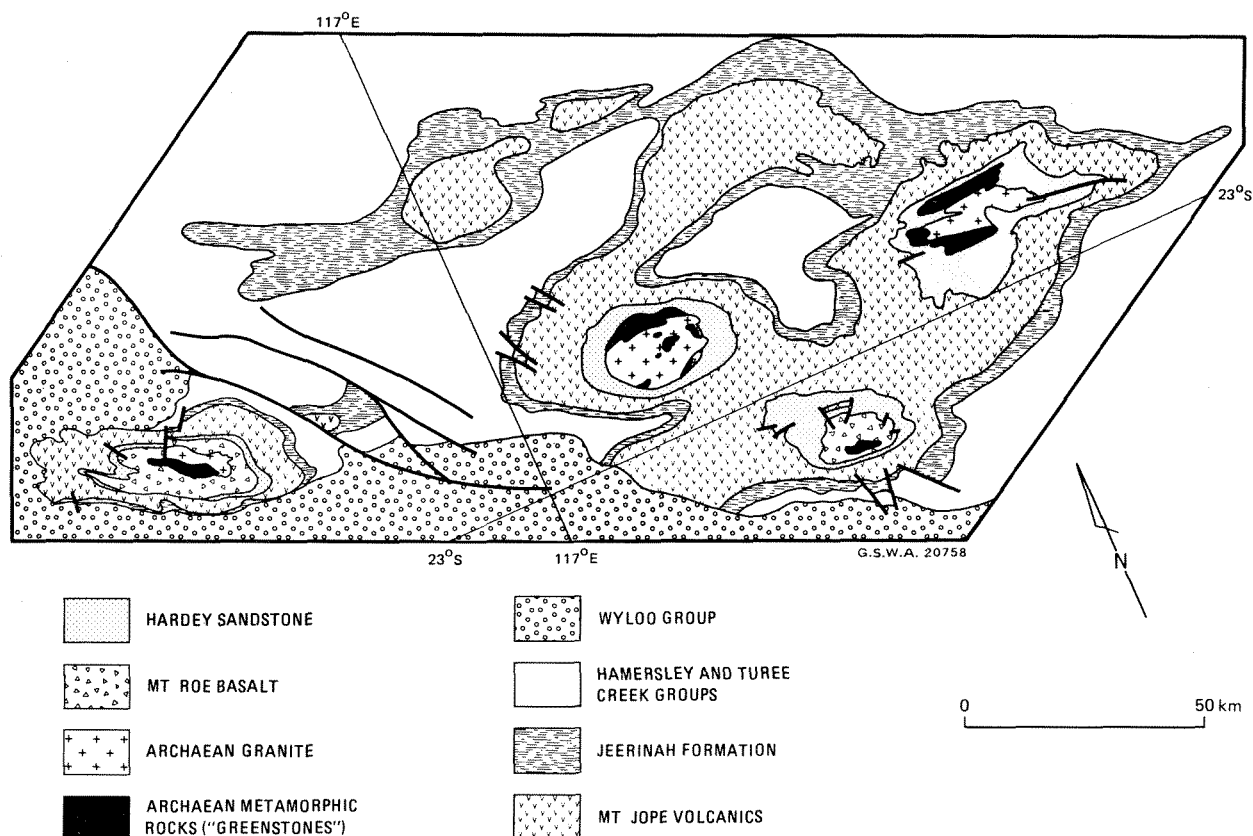 117°E
23°S
G.S.W.A. 20758
23°S
117°E
N
HARDEY SANDSTONE
MT ROE BASALT
ARCHAEAN GRANITE
ARCHAEAN METAMORPHIC
ROCKS ("GREENSTONES")
WYLOO GROUP
HAMERSLEY AND TUREE
CREEK GROUPS
JEERINAH FORMATION
MT JOPE VOLCANICS
0 50 km